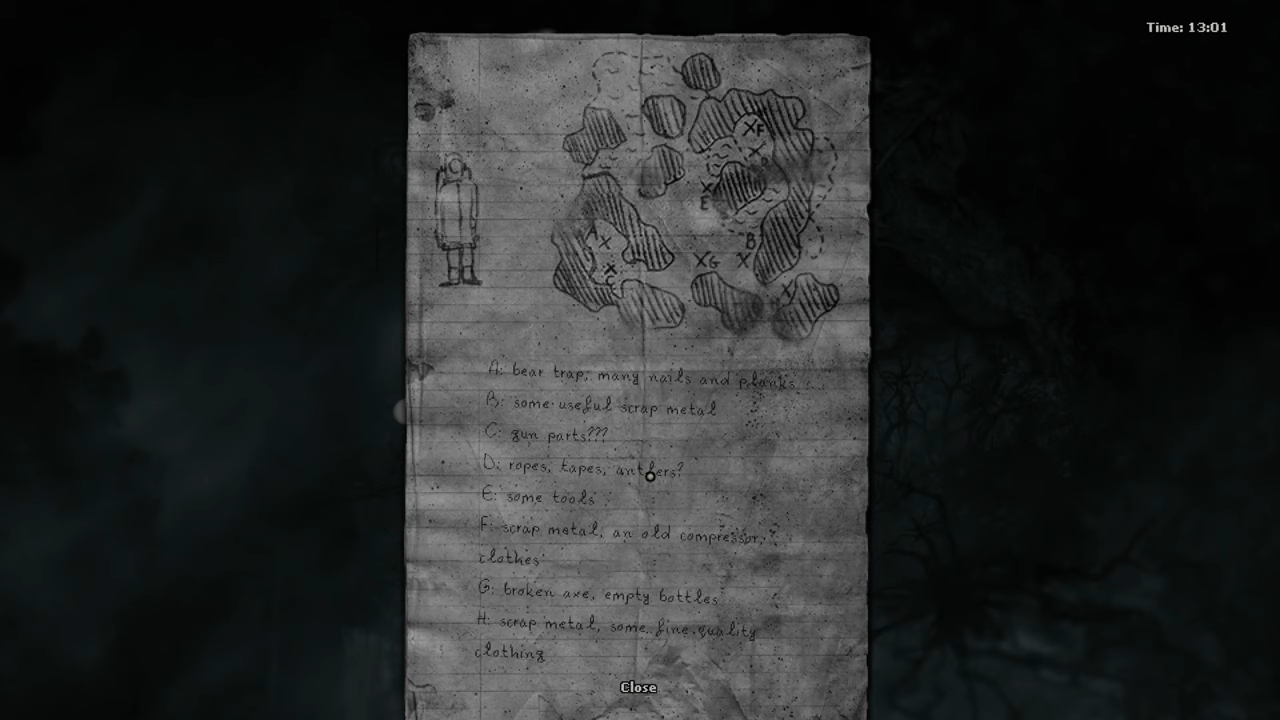 Time: 13:01
F
E
B
G
A: bear trap, many nails and planks
B: some useful scrap metal
C: gun parts???
D: ropes, tapes, antlers?
E: some tools
F: scrap metal, an old compressor,
clothes
G: broken axe, empty bottles
H: scrap metal, some fine quality
clothing
Close